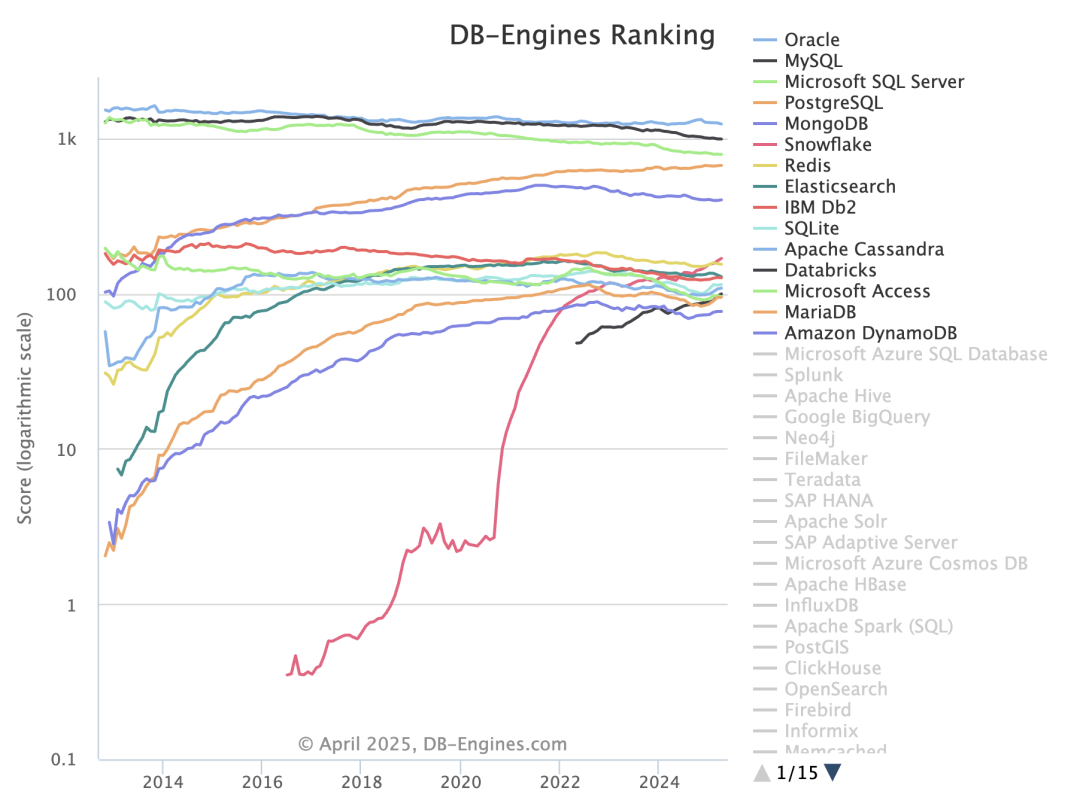 DB-Engines Ranking
Score (logarithmic scale)
1k
100
10
1
0.1
2014
2016
2018
2020
2022
2024
© April 2025, DB-Engines.com
Oracle
MySQL
Microsoft SQL Server
PostgreSQL
MongoDB
Snowflake
Redis
Elasticsearch
IBM Db2
SQLite
Apache Cassandra
Databricks
Microsoft Access
MariaDB
Amazon DynamoDB
Microsoft Azure SQL Database
Splunk
Apache Hive
Google BigQuery
Neo4j
FileMaker
Teradata
SAP HANA
Apache Solr
SAP Adaptive Server
Microsoft Azure Cosmos DB
Apache HBase
InfluxDB
Apache Spark (SQL)
PostGIS
ClickHouse
OpenSearch
Firebird
Informix
Memcached
1/15